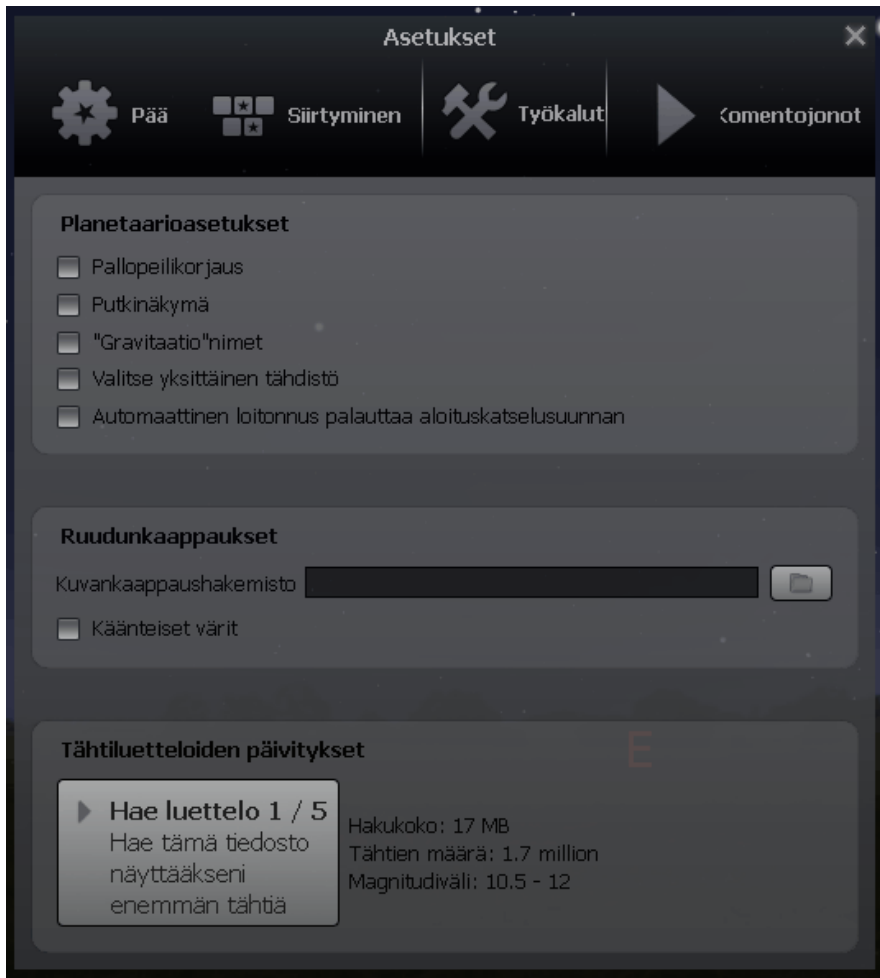 Asetukset
Pää Siirtyminen Työkalut Komentojonot
Planetaarioasetukset
Pallopeilikorjaus
Putkinäkymä
"Gravitaatio"nimet
Valitse yksittäinen tähdistö
Automaattinen loitonnus palauttaa aloituskatselusuunnan
Ruudunkaappaukset
Kuvankaappaushakemisto
Käänteiset värit
E
Tähtiluetteloiden päivitykset
Hae luettelo 1 / 5
Hae tämä tiedosto
näyttääkseni
enemmän tähtiä
Hakukoko: 17 MB
Tähtien määrä: 1.7 million
Magnitudiväli: 10.5 - 12